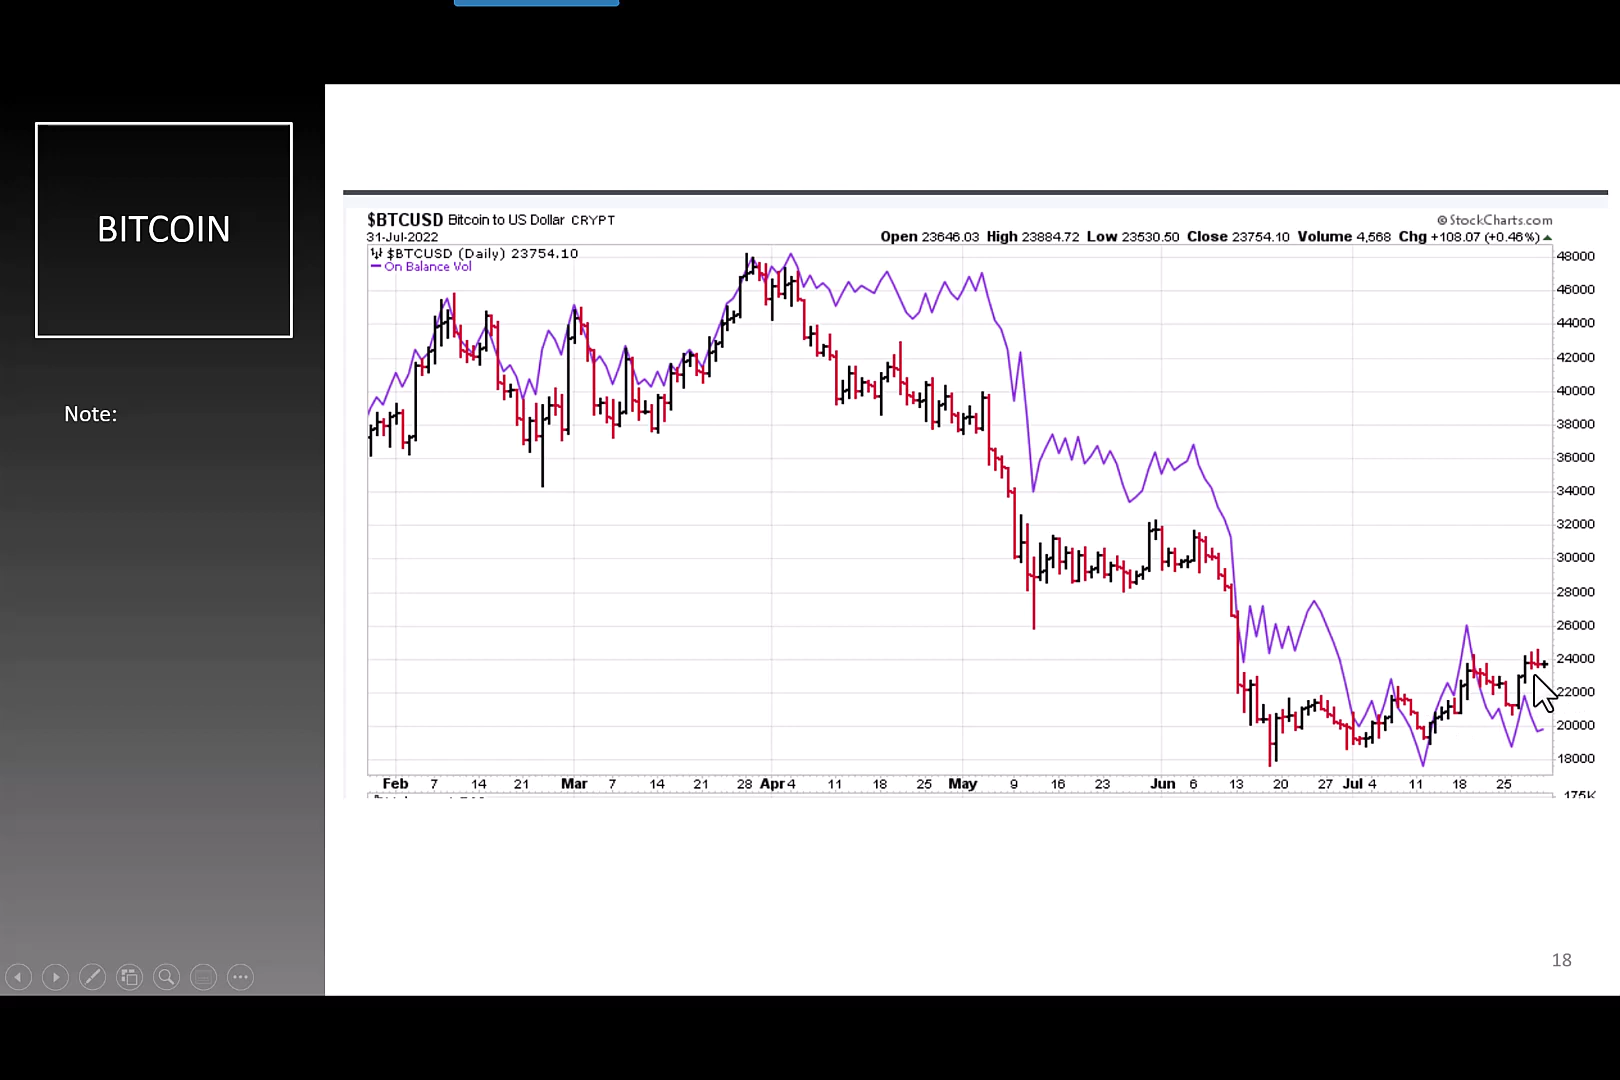 BITCOIN
Note:
$BTCUSD Bitcoin to US Dollar CRYPT
© StockCharts.com
31-Jul-2022
Open 23646.03 High 23884.72 Low 23530.50 Close 23754.10 Volume 4,568 Chg +108.07 (+0.46%)
$BTCUSD (Daily) 23754.10
On Balance Vol
48000
46000
44000
42000
40000
38000
36000
34000
32000
30000
28000
26000
24000
22000
20000
18000
Feb 7 14 21 Mar 7 14 21 28 Apr 4 11 18 25 May 9 16 23 Jun 6 13 20 27 Jul 4 11 18 25
18